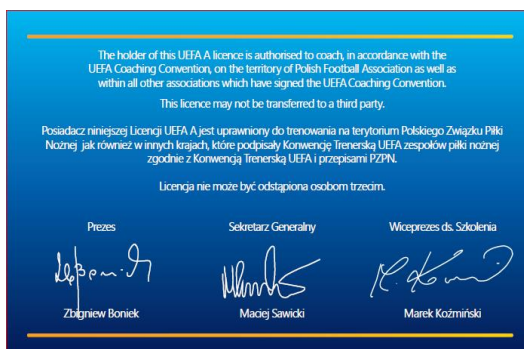 The holder of this UEFA A licence is authorised to coach, in accordance with the
UEFA Coaching Convention, on the territory of Polish Football Association as well as
within all other associations which have signed the UEFA Coaching Convention.
This licence may not be transferred to a third party.
Posiadacz niniejszej Licencji UEFA A jest uprawniony do trenowania na terytorium Polskiego Związku Piłki
Nożnej jak również w innych krajach, które podpisały Konwencję Trenerską UEFA zespołów piłki nożnej
zgodnie z Konwencją Trenerską UEFA i przepisami PZPN.
Licencja nie może być odstąpiona osobom trzecim.
Prezes Sekretarz Generalny Wiceprezes ds. Szkolenia
Zbigniew Boniek Maciej Sawicki Marek Koźmiński